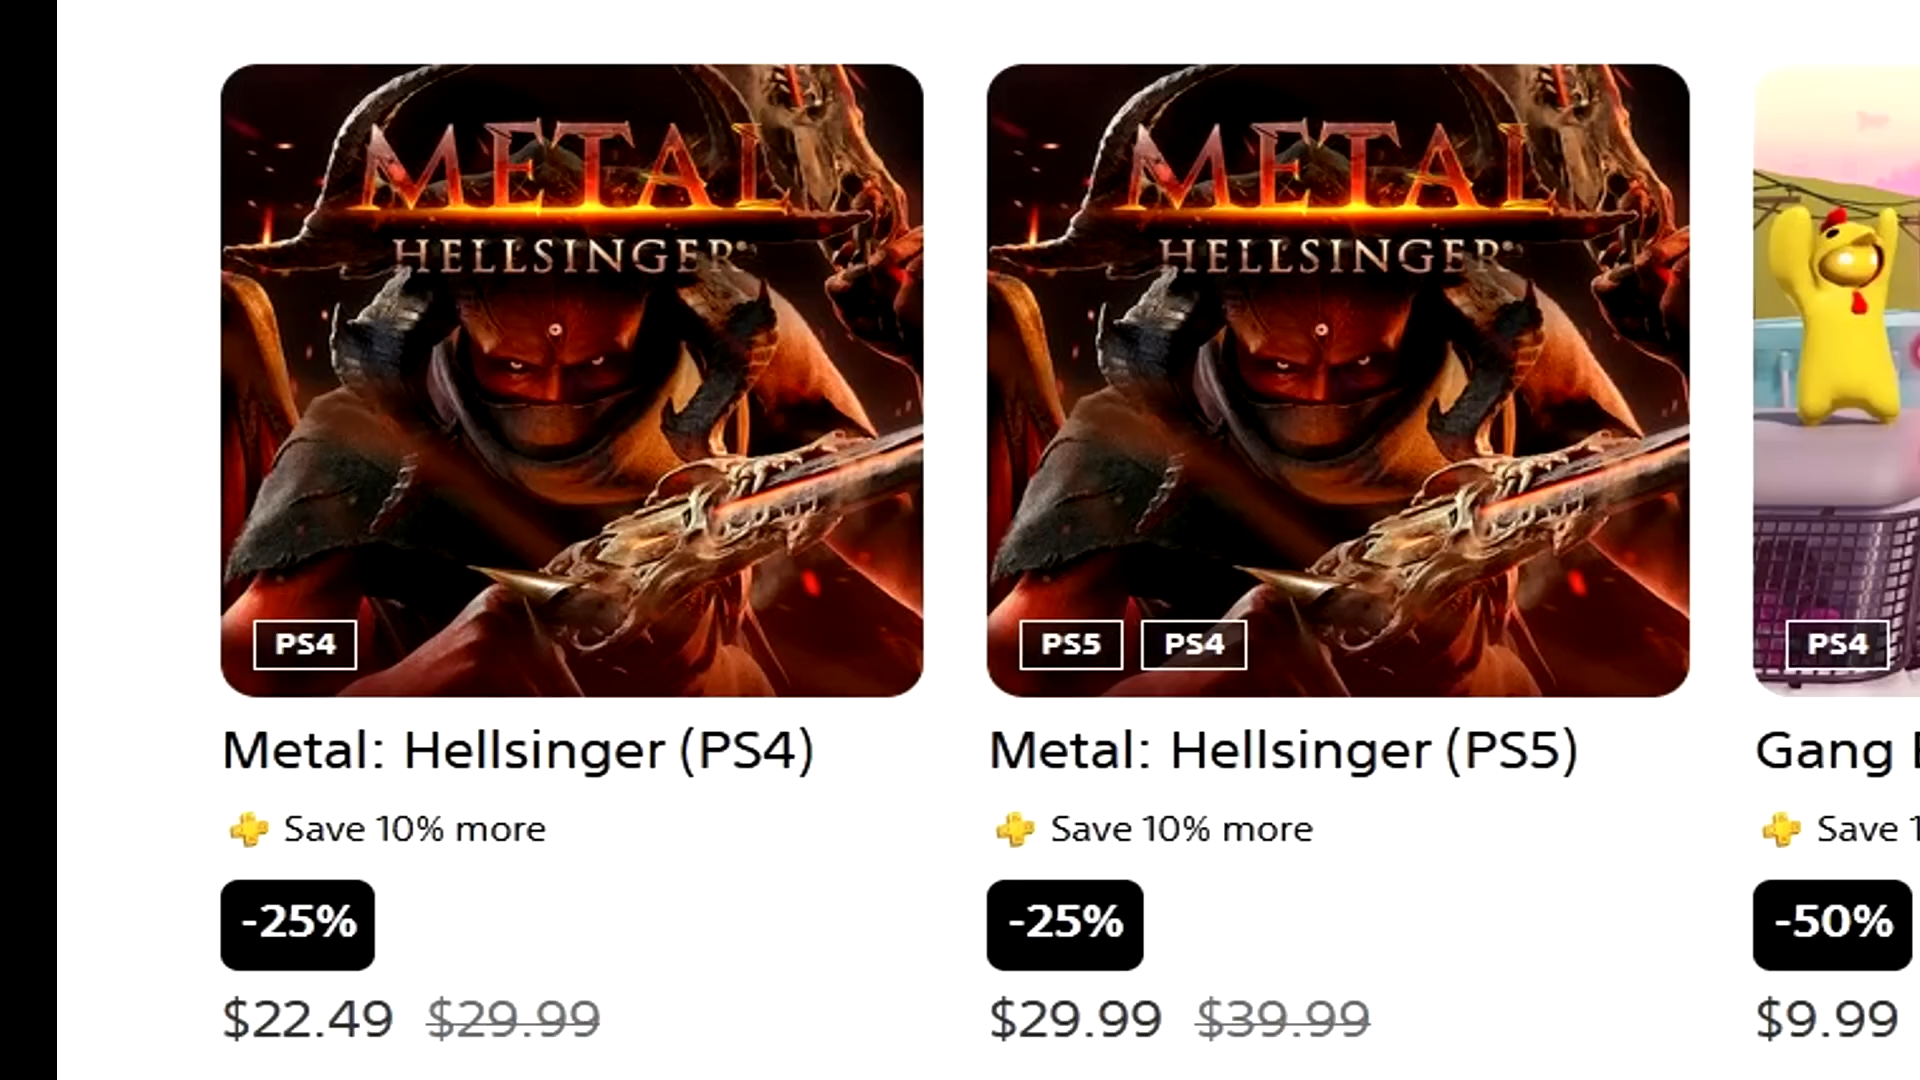 METAL
HELLSINGER
PS4
Metal: Hellsinger (PS4)
Save 10% more
-25%
$22.49 $29.99
METAL
HELLSINGER
PS5 PS4
Metal: Hellsinger (PS5)
Save 10% more
-25%
$29.99 $39.99
PS4
Gang
Save
-50%
$9.99